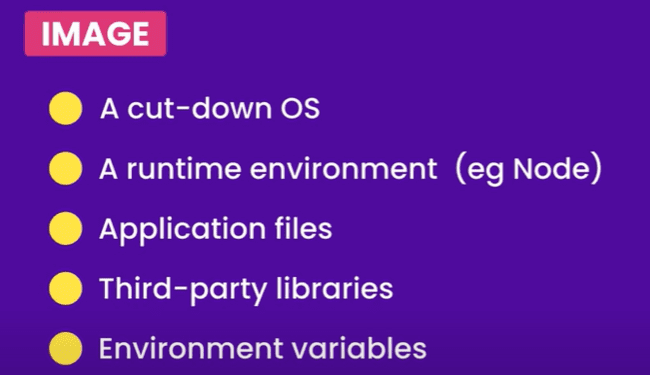 IMAGE
A cut-down OS
A runtime environment (eg Node)
Application files
Third-party libraries
Environment variables